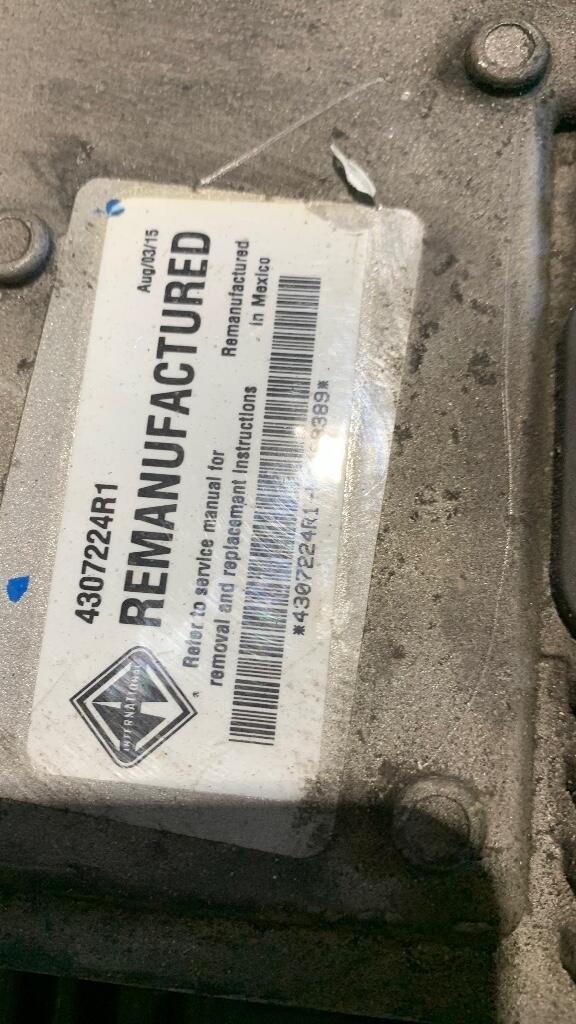 4307224R1
Aug/03/15
REMANUFACTURED
Refer to service manual for
removal and replacement instructions
Remanufactured
in Mexico
INTERNATIONAL
®